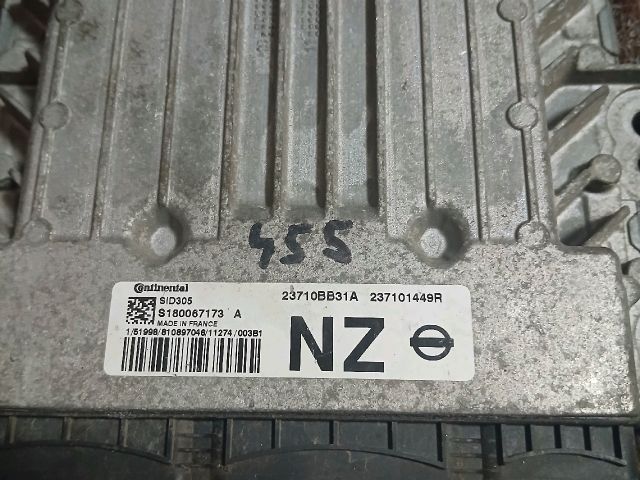 455
Continental
SID305
S180067173 A
MADE IN FRANCE
1/51998/810897046/11274/003B1
23710BB31A 237101449R
NZ